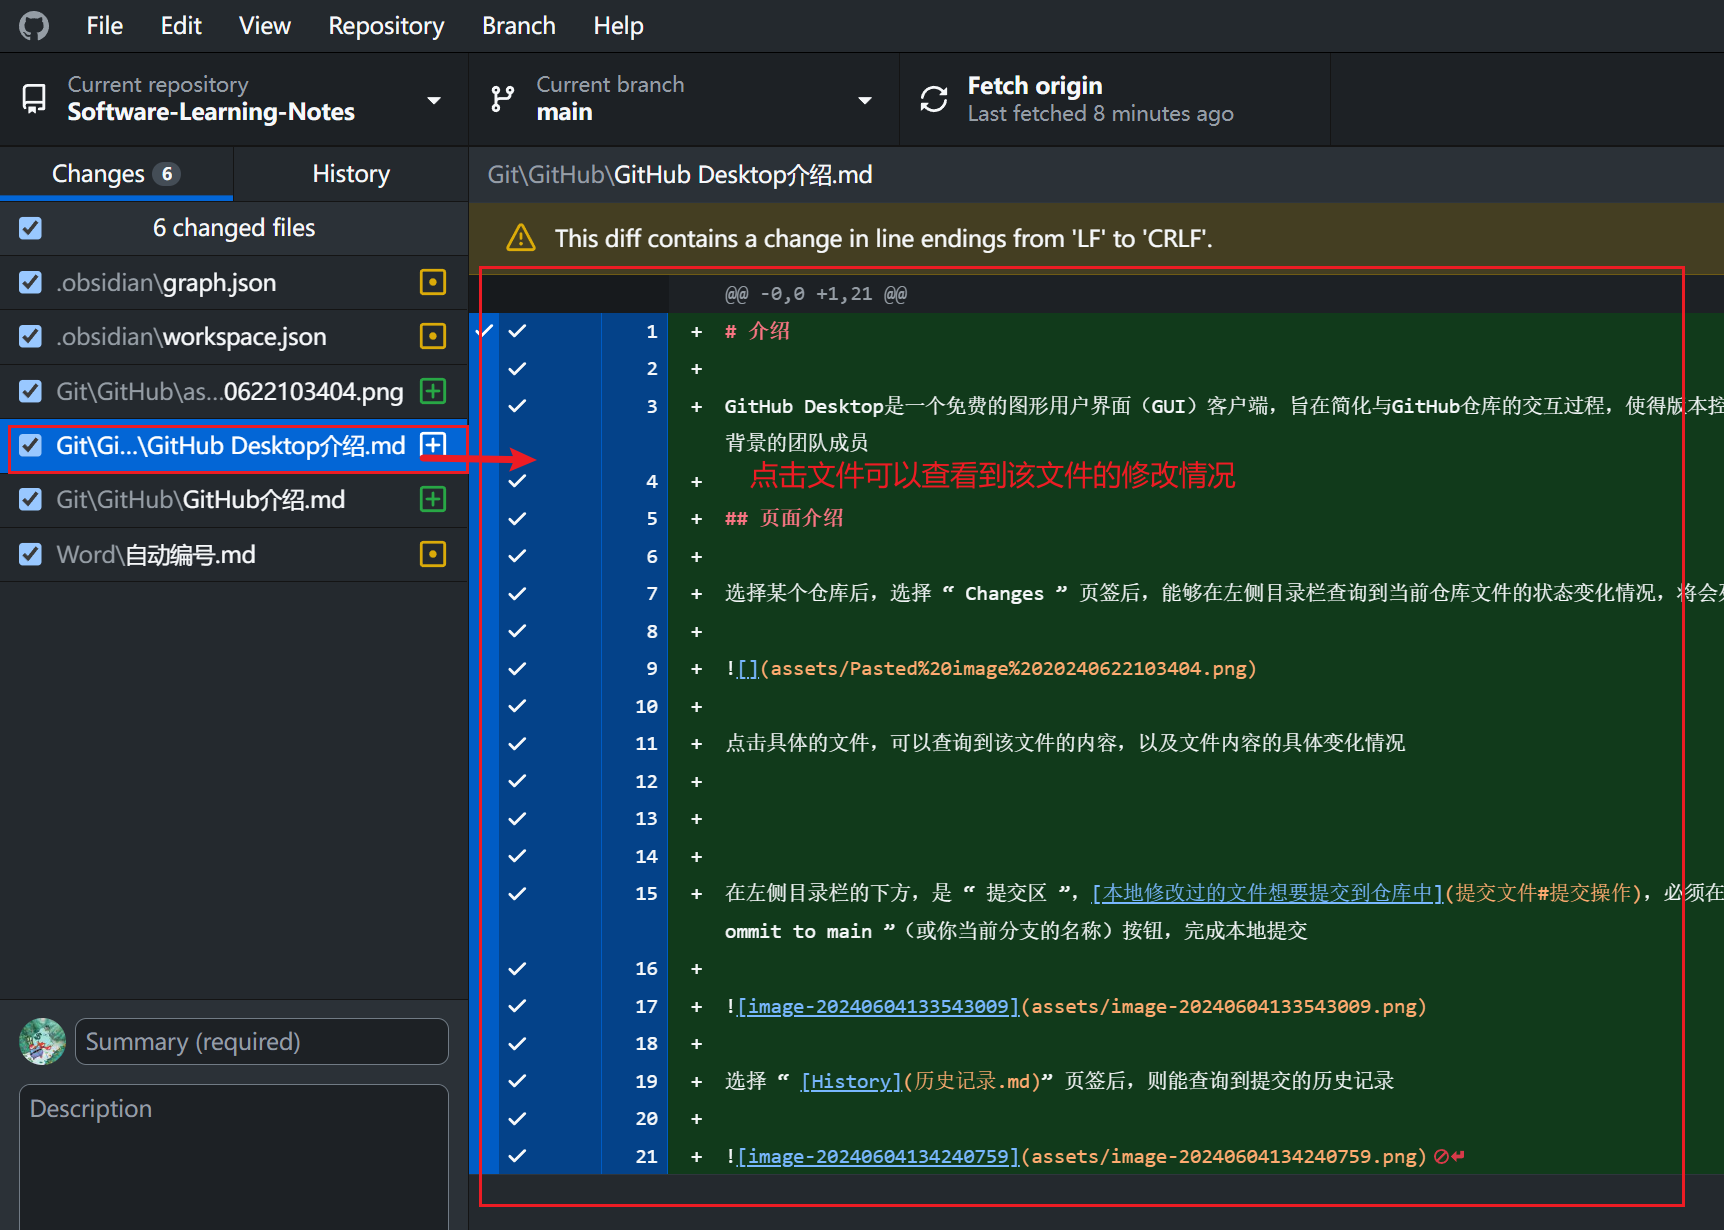 File Edit View Repository Branch Help
Current repository
Software-Learning-Notes
Current branch
main
Fetch origin
Last fetched 8 minutes ago
Changes 6
History
6 changed files
.obsidian\graph.json
.obsidian\workspace.json
Git\GitHub\as...0622103404.png
Git\Gi...\GitHub Desktop介绍.md
Git\GitHub\GitHub介绍.md
Word\自动编号.md
Summary (required)
Description
Git\GitHub\GitHub Desktop介绍.md
This diff contains a change in line endings from 'LF' to 'CRLF'.
@@ -0,0 +1,21 @@
1 + # 介绍
2 +
3 + GitHub Desktop是一个免费的图形用户界面（GUI）客户端，旨在简化与GitHub仓库的交互过程，使得版本控
背景的团队成员
点击文件可以查看到该文件的修改情况
4 +
5 + ## 页面介绍
6 +
7 + 选择某个仓库后，选择 “ Changes ” 页签后，能够在左侧目录栏查询到当前仓库文件的状态变化情况，将会
8 +
9 + ![](assets/Pasted%20image%2020240622103404.png)
10 +
11 + 点击具体的文件，可以查询到该文件的内容，以及文件内容的具体变化情况
12 +
13 +
14 +
15 + 在左侧目录栏的下方，是 “ 提交区 ”，[本地修改过的文件想要提交到仓库中](提交文件#提交操作)，必须在
ommit to main ”（或你当前分支的名称）按钮，完成本地提交
16 +
17 + ![image-20240604133543009](assets/image-20240604133543009.png)
18 +
19 + 选择 “ [History](历史记录.md)” 页签后，则能查询到提交的历史记录
20 +
21 + ![image-20240604134240759](assets/image-20240604134240759.png)